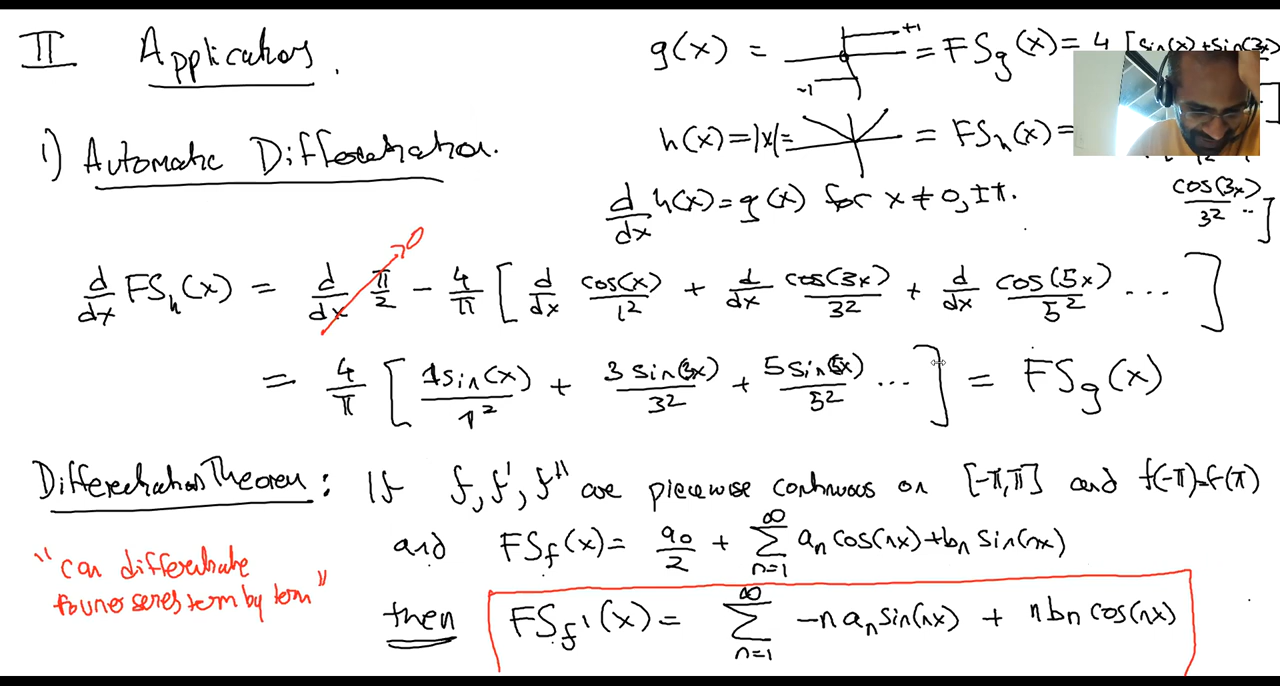 II Applications.
g(x) = +1 -1 = FSg(x) = 4 [sin(x) + sin(3x)
h(x) = |x| = = FSh(x) =
cos(3x)/3² .. ]
1) Automatic Differentiation.
d/dx h(x) = g(x) for x ≠ 0, ±π.
d/dx FSh(x) = d/dx π/2 → 0 - 4/π [ d/dx cos(x)/1² + d/dx cos(3x)/3² + d/dx cos(5x)/5² ... ]
= 4/π [ 1sin(x)/1² + 3 sin(3x)/3² + 5 sin(5x)/5² ... ] = FSg(x)
Differentiation Theorem: If f, f', f'' are piecewise continuous on [-π, π] and f(-π)=f(π)
and FSf(x) = a₀/2 + ∞ Σ n=1 aₙ cos(nx) + bₙ sin(nx)
"can differentiate
fourier series term by term"
then FSf'(x) = ∞ Σ n=1 -n aₙ sin(nx) + n bₙ cos(nx)